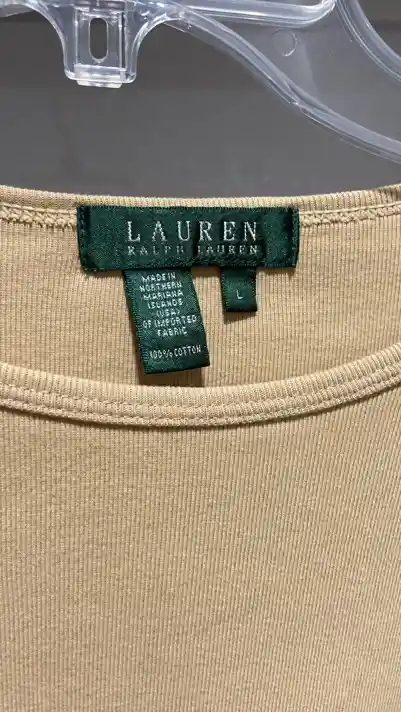 LAUREN
RALPH LAUREN
MADE IN
NORTHERN
MARIANA
ISLANDS
(USA)
OF IMPORTED
FABRIC
100% COTTON
L